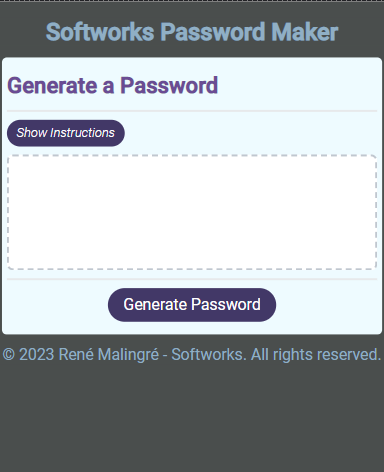 Softworks Password Maker
Generate a Password
Show Instructions
Generate Password
© 2023 René Malingré - Softworks. All rights reserved.